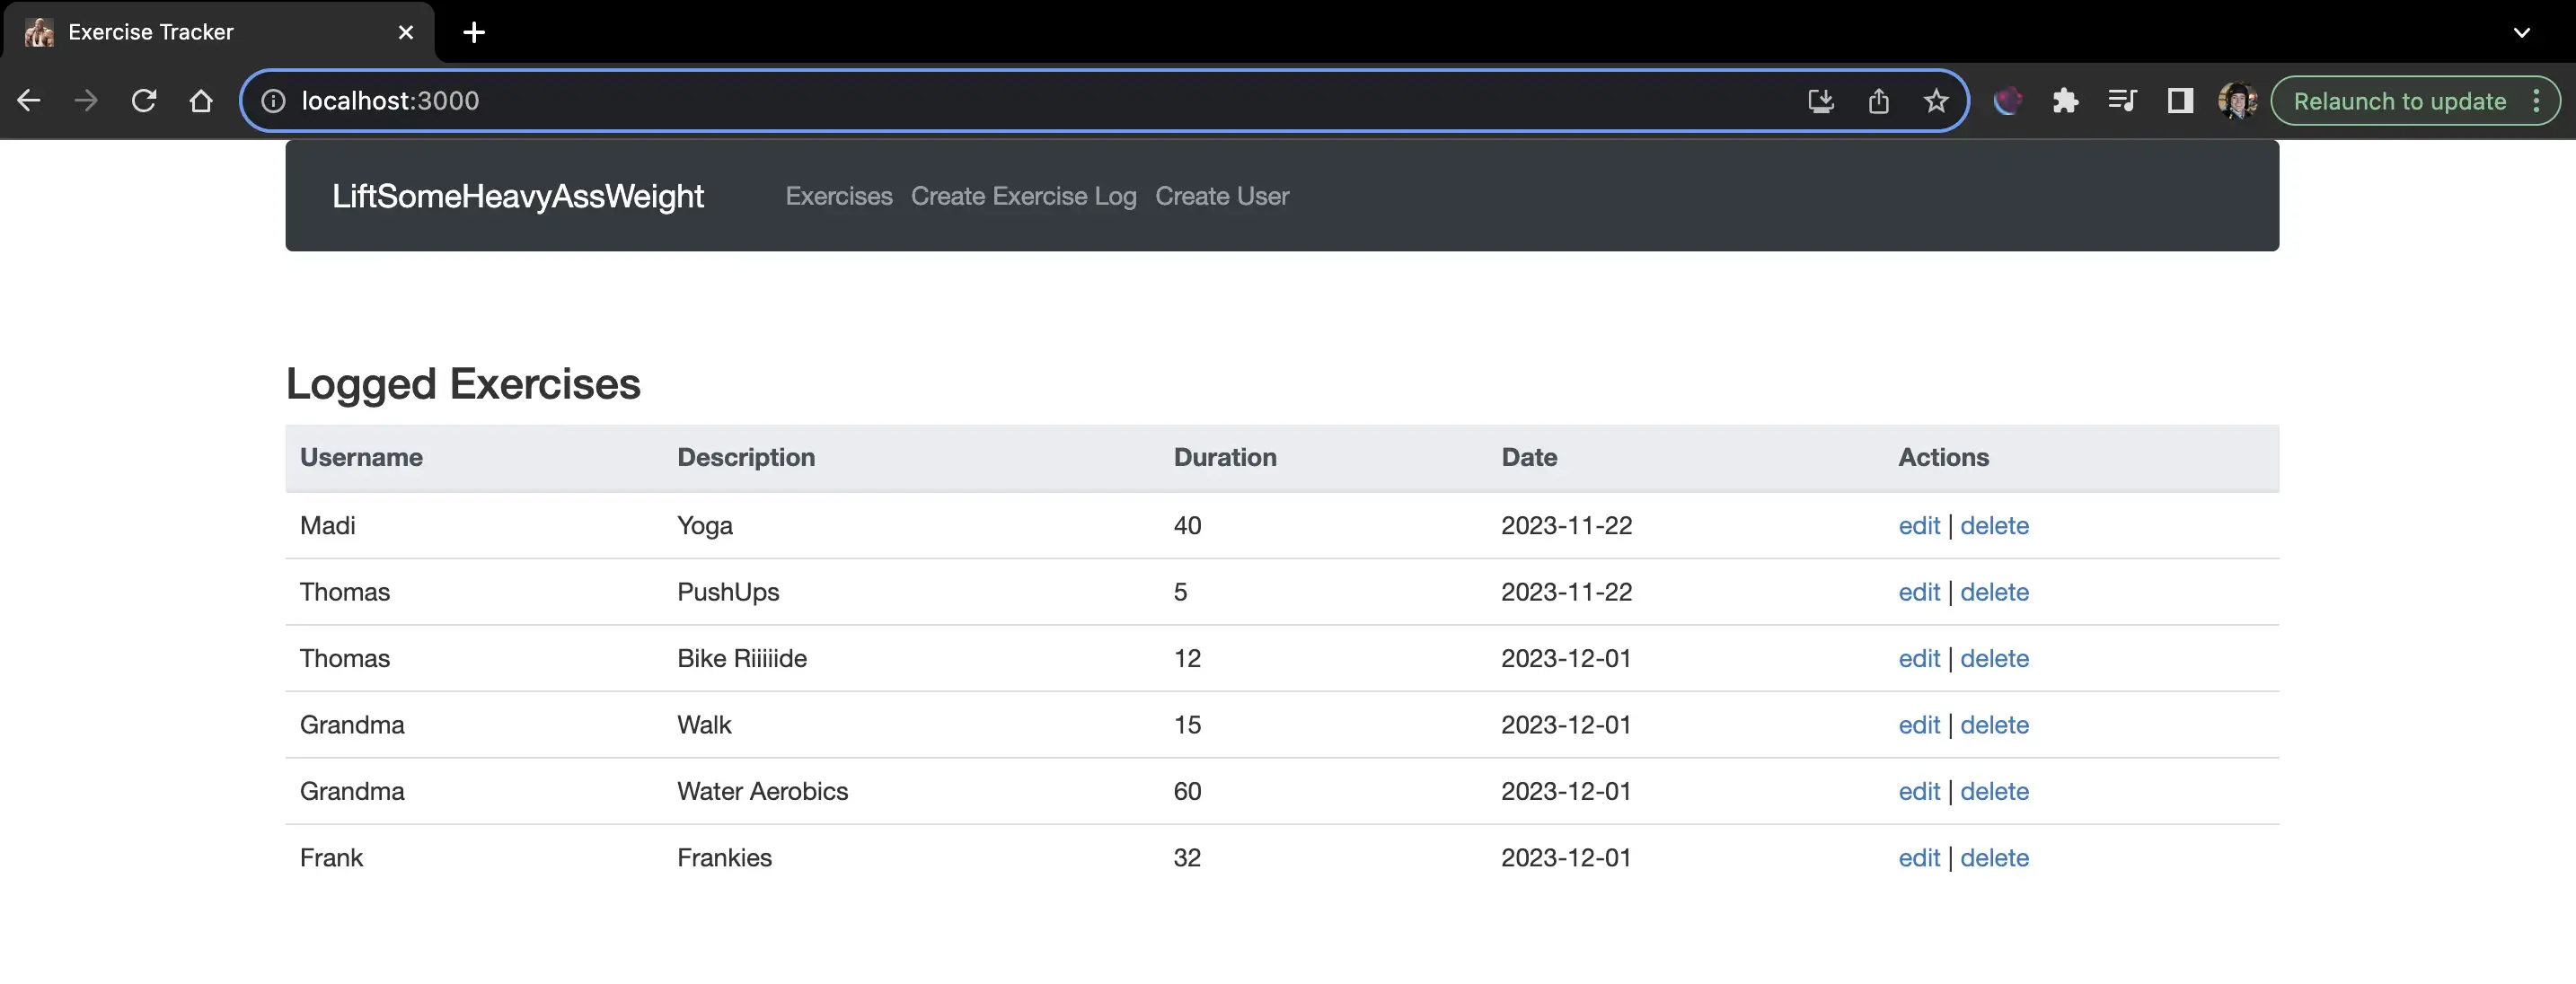 Exercise Tracker
localhost:3000
Relaunch to update
LiftSomeHeavyAssWeight Exercises Create Exercise Log Create User
Logged Exercises
Username Description Duration Date Actions
Madi Yoga 40 2023-11-22 edit | delete
Thomas PushUps 5 2023-11-22 edit | delete
Thomas Bike Riiiiide 12 2023-12-01 edit | delete
Grandma Walk 15 2023-12-01 edit | delete
Grandma Water Aerobics 60 2023-12-01 edit | delete
Frank Frankies 32 2023-12-01 edit | delete